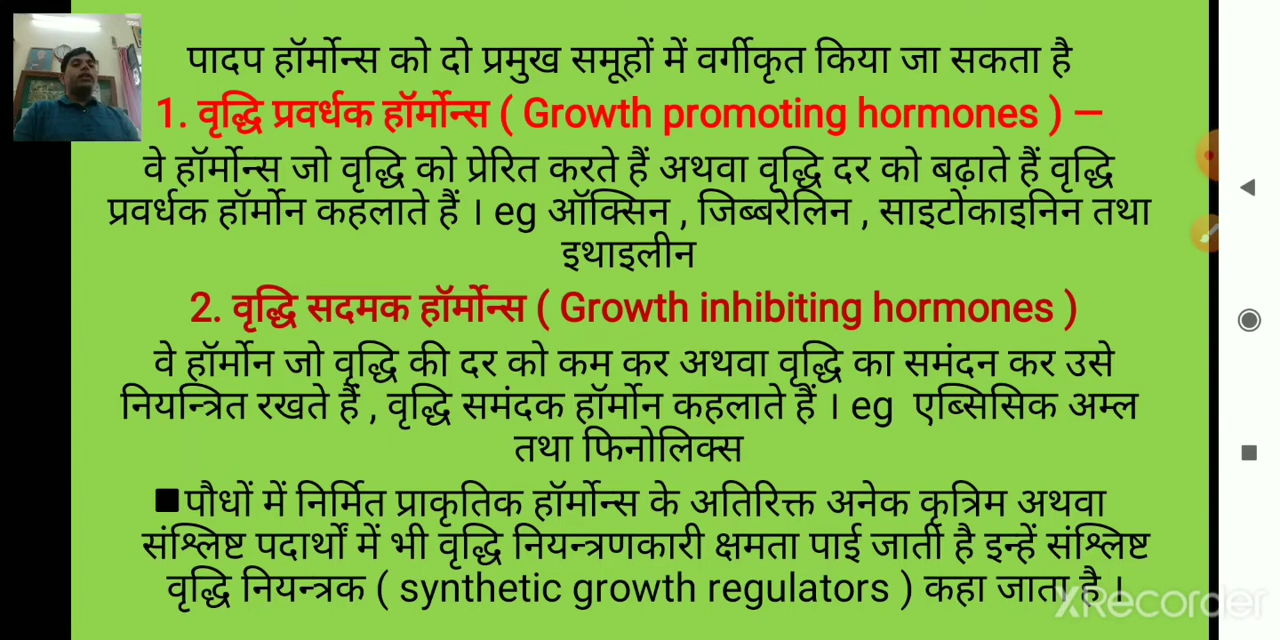 पादप हॉर्मोन्स को दो प्रमुख समूहों में वर्गीकृत किया जा सकता है
1. वृद्धि प्रवर्धक हॉर्मोन्स ( Growth promoting hormones ) —
वे हॉर्मोन्स जो वृद्धि को प्रेरित करते हैं अथवा वृद्धि दर को बढ़ाते हैं वृद्धि
प्रवर्धक हॉर्मोन कहलाते हैं । eg ऑक्सिन , जिब्बरेलिन , साइटोकाइनिन तथा
इथाइलीन
2. वृद्धि सदमक हॉर्मोन्स ( Growth inhibiting hormones )
वे हॉर्मोन जो वृद्धि की दर को कम कर अथवा वृद्धि का समंदन कर उसे
नियन्त्रित रखते हैं , वृद्धि समंदक हॉर्मोन कहलाते हैं । eg एब्सिसिक अम्ल
तथा फिनोलिक्स
■पौधों में निर्मित प्राकृतिक हॉर्मोन्स के अतिरिक्त अनेक कृत्रिम अथवा
संश्लिष्ट पदार्थों में भी वृद्धि नियन्त्रणकारी क्षमता पाई जाती है इन्हें संश्लिष्ट
वृद्धि नियन्त्रक ( synthetic growth regulators ) कहा जाता है ।
XRecorder